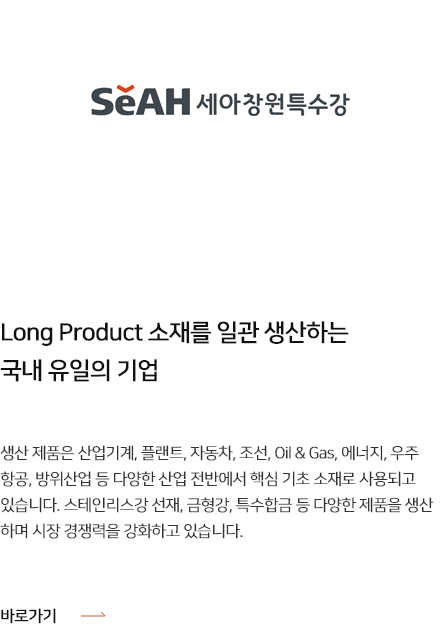 SeAH 세아창원특수강
Long Product 소재를 일관 생산하는
국내 유일의 기업
생산 제품은 산업기계, 플랜트, 자동차, 조선, Oil & Gas, 에너지, 우주
항공, 방위산업 등 다양한 산업 전반에서 핵심 기초 소재로 사용되고
있습니다. 스테인리스강 선재, 금형강, 특수합금 등 다양한 제품을 생산
하며 시장 경쟁력을 강화하고 있습니다.
바로가기